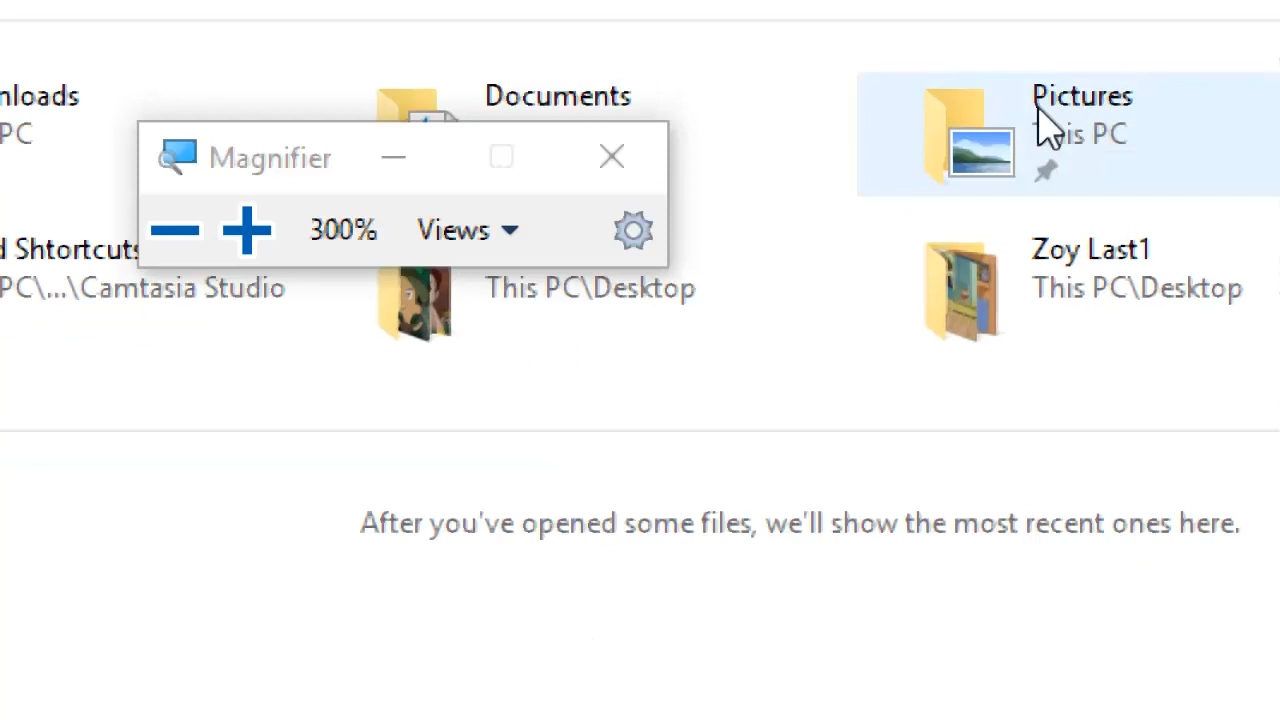 nloads
PC
Documents
Pictures
his PC
Magnifier
300%
Views
d Shtortcuts
PC\...\Camtasia Studio
This PC\Desktop
Zoy Last1
This PC\Desktop
After you've opened some files, we'll show the most recent ones here.